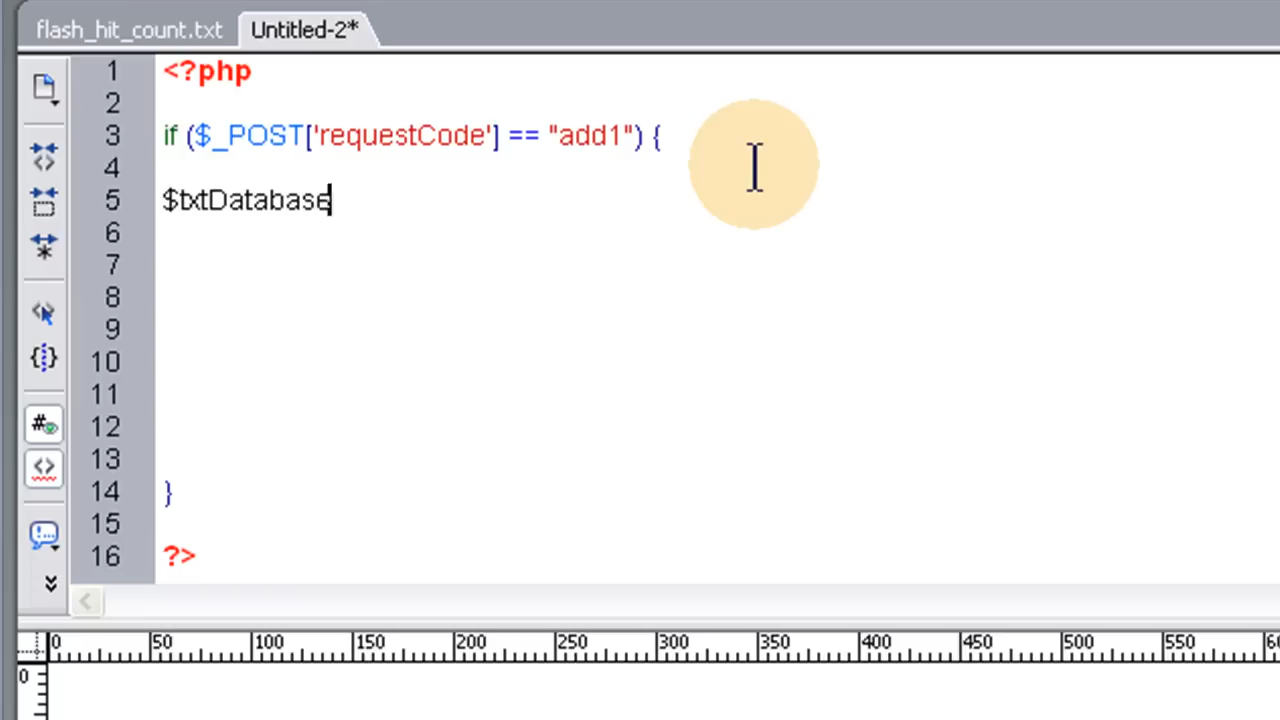 flash_hit_count.txt Untitled-2*
1 <?php
2
3 if ($_POST['requestCode'] == "add1") {
4
5 $txtDatabase
6
7
8
9
10
11
12
13
14 }
15
16 ?>
0 50 100 150 200 250 300 350 400 450 500 550
0